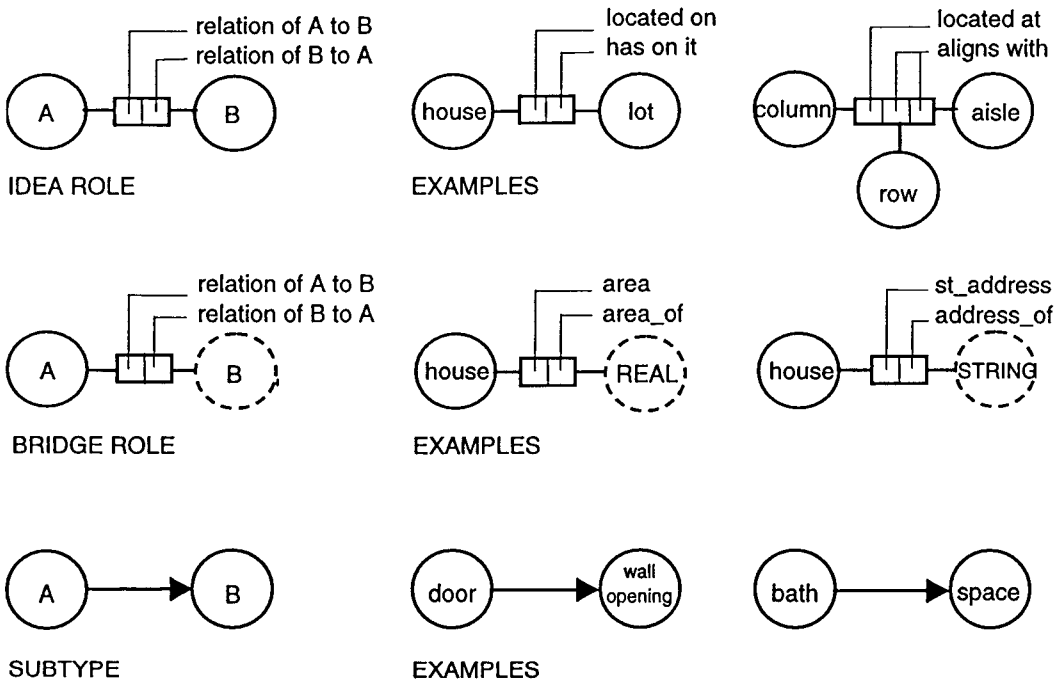 relation of A to B
relation of B to A
A
B
IDEA ROLE
located on
has on it
house
lot
EXAMPLES
located at
aligns with
column
aisle
row
relation of A to B
relation of B to A
A
B
BRIDGE ROLE
area
area_of
house
REAL
EXAMPLES
st_address
address_of
house
STRING
A
B
SUBTYPE
door
wall
opening
EXAMPLES
bath
space